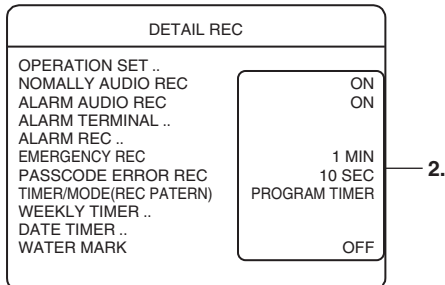 DETAIL REC
OPERATION SET ..
NOMALLY AUDIO REC ON
ALARM AUDIO REC ON
ALARM TERMINAL ..
ALARM REC ..
EMERGENCY REC 1 MIN
PASSCODE ERROR REC 10 SEC
TIMER/MODE(REC PATERN) PROGRAM TIMER
WEEKLY TIMER ..
DATE TIMER ..
WATER MARK OFF
2.